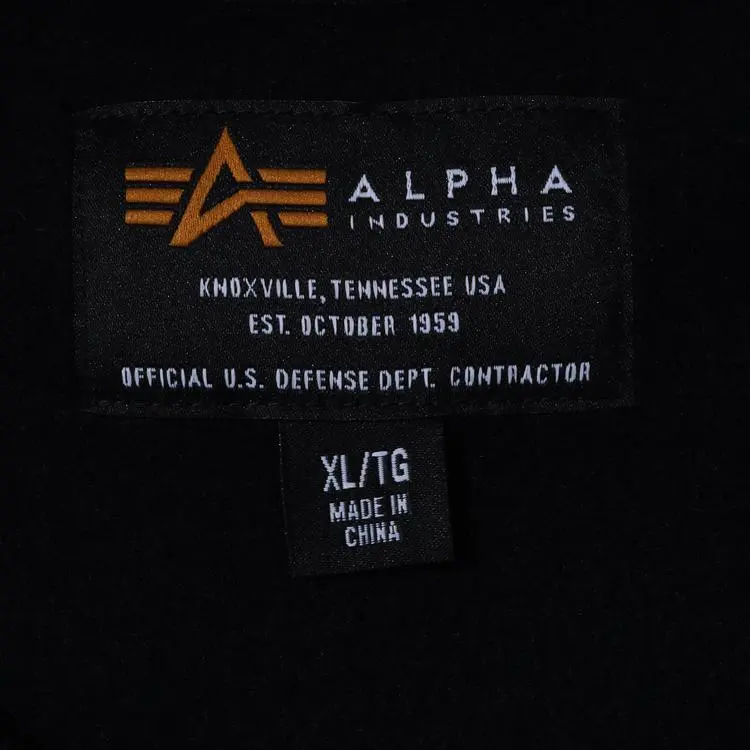 ALPHA
INDUSTRIES
KNOXVILLE, TENNESSEE USA
EST. OCTOBER 1959
OFFICIAL U.S. DEFENSE DEPT. CONTRACTOR
XL/TG
MADE IN
CHINA